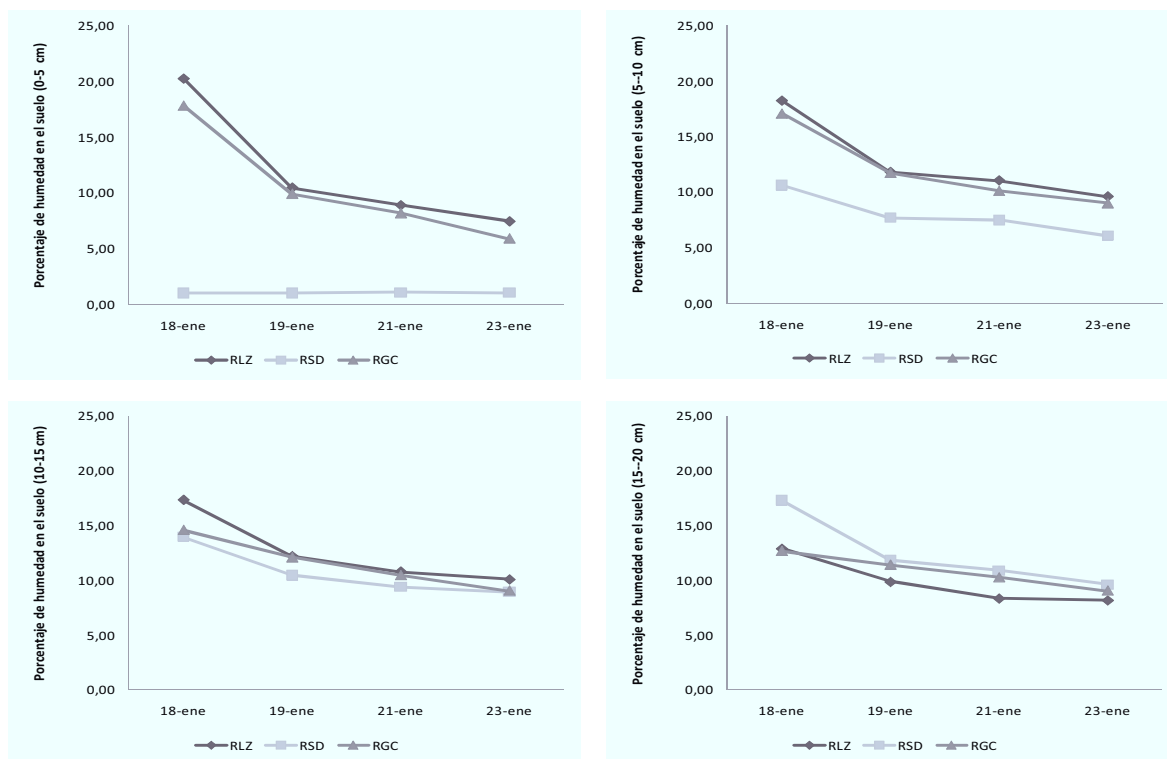 Porcentaje de humedad en el suelo (0-5 cm)
25,00
20,00
15,00
10,00
5,00
0,00
18-ene 19-ene 21-ene 23-ene
RLZ RSD RGC
Porcentaje de humedad en el suelo (5--10 cm)
25,00
20,00
15,00
10,00
5,00
0,00
18-ene 19-ene 21-ene 23-ene
RLZ RSD RGC
Porcentaje de humedad en el suelo (10-15 cm)
25,00
20,00
15,00
10,00
5,00
0,00
18-ene 19-ene 21-ene 23-ene
RLZ RSD RGC
Porcentaje de humedad en el suelo (15--20 cm)
25,00
20,00
15,00
10,00
5,00
0,00
18-ene 19-ene 21-ene 23-ene
RLZ RSD RGC